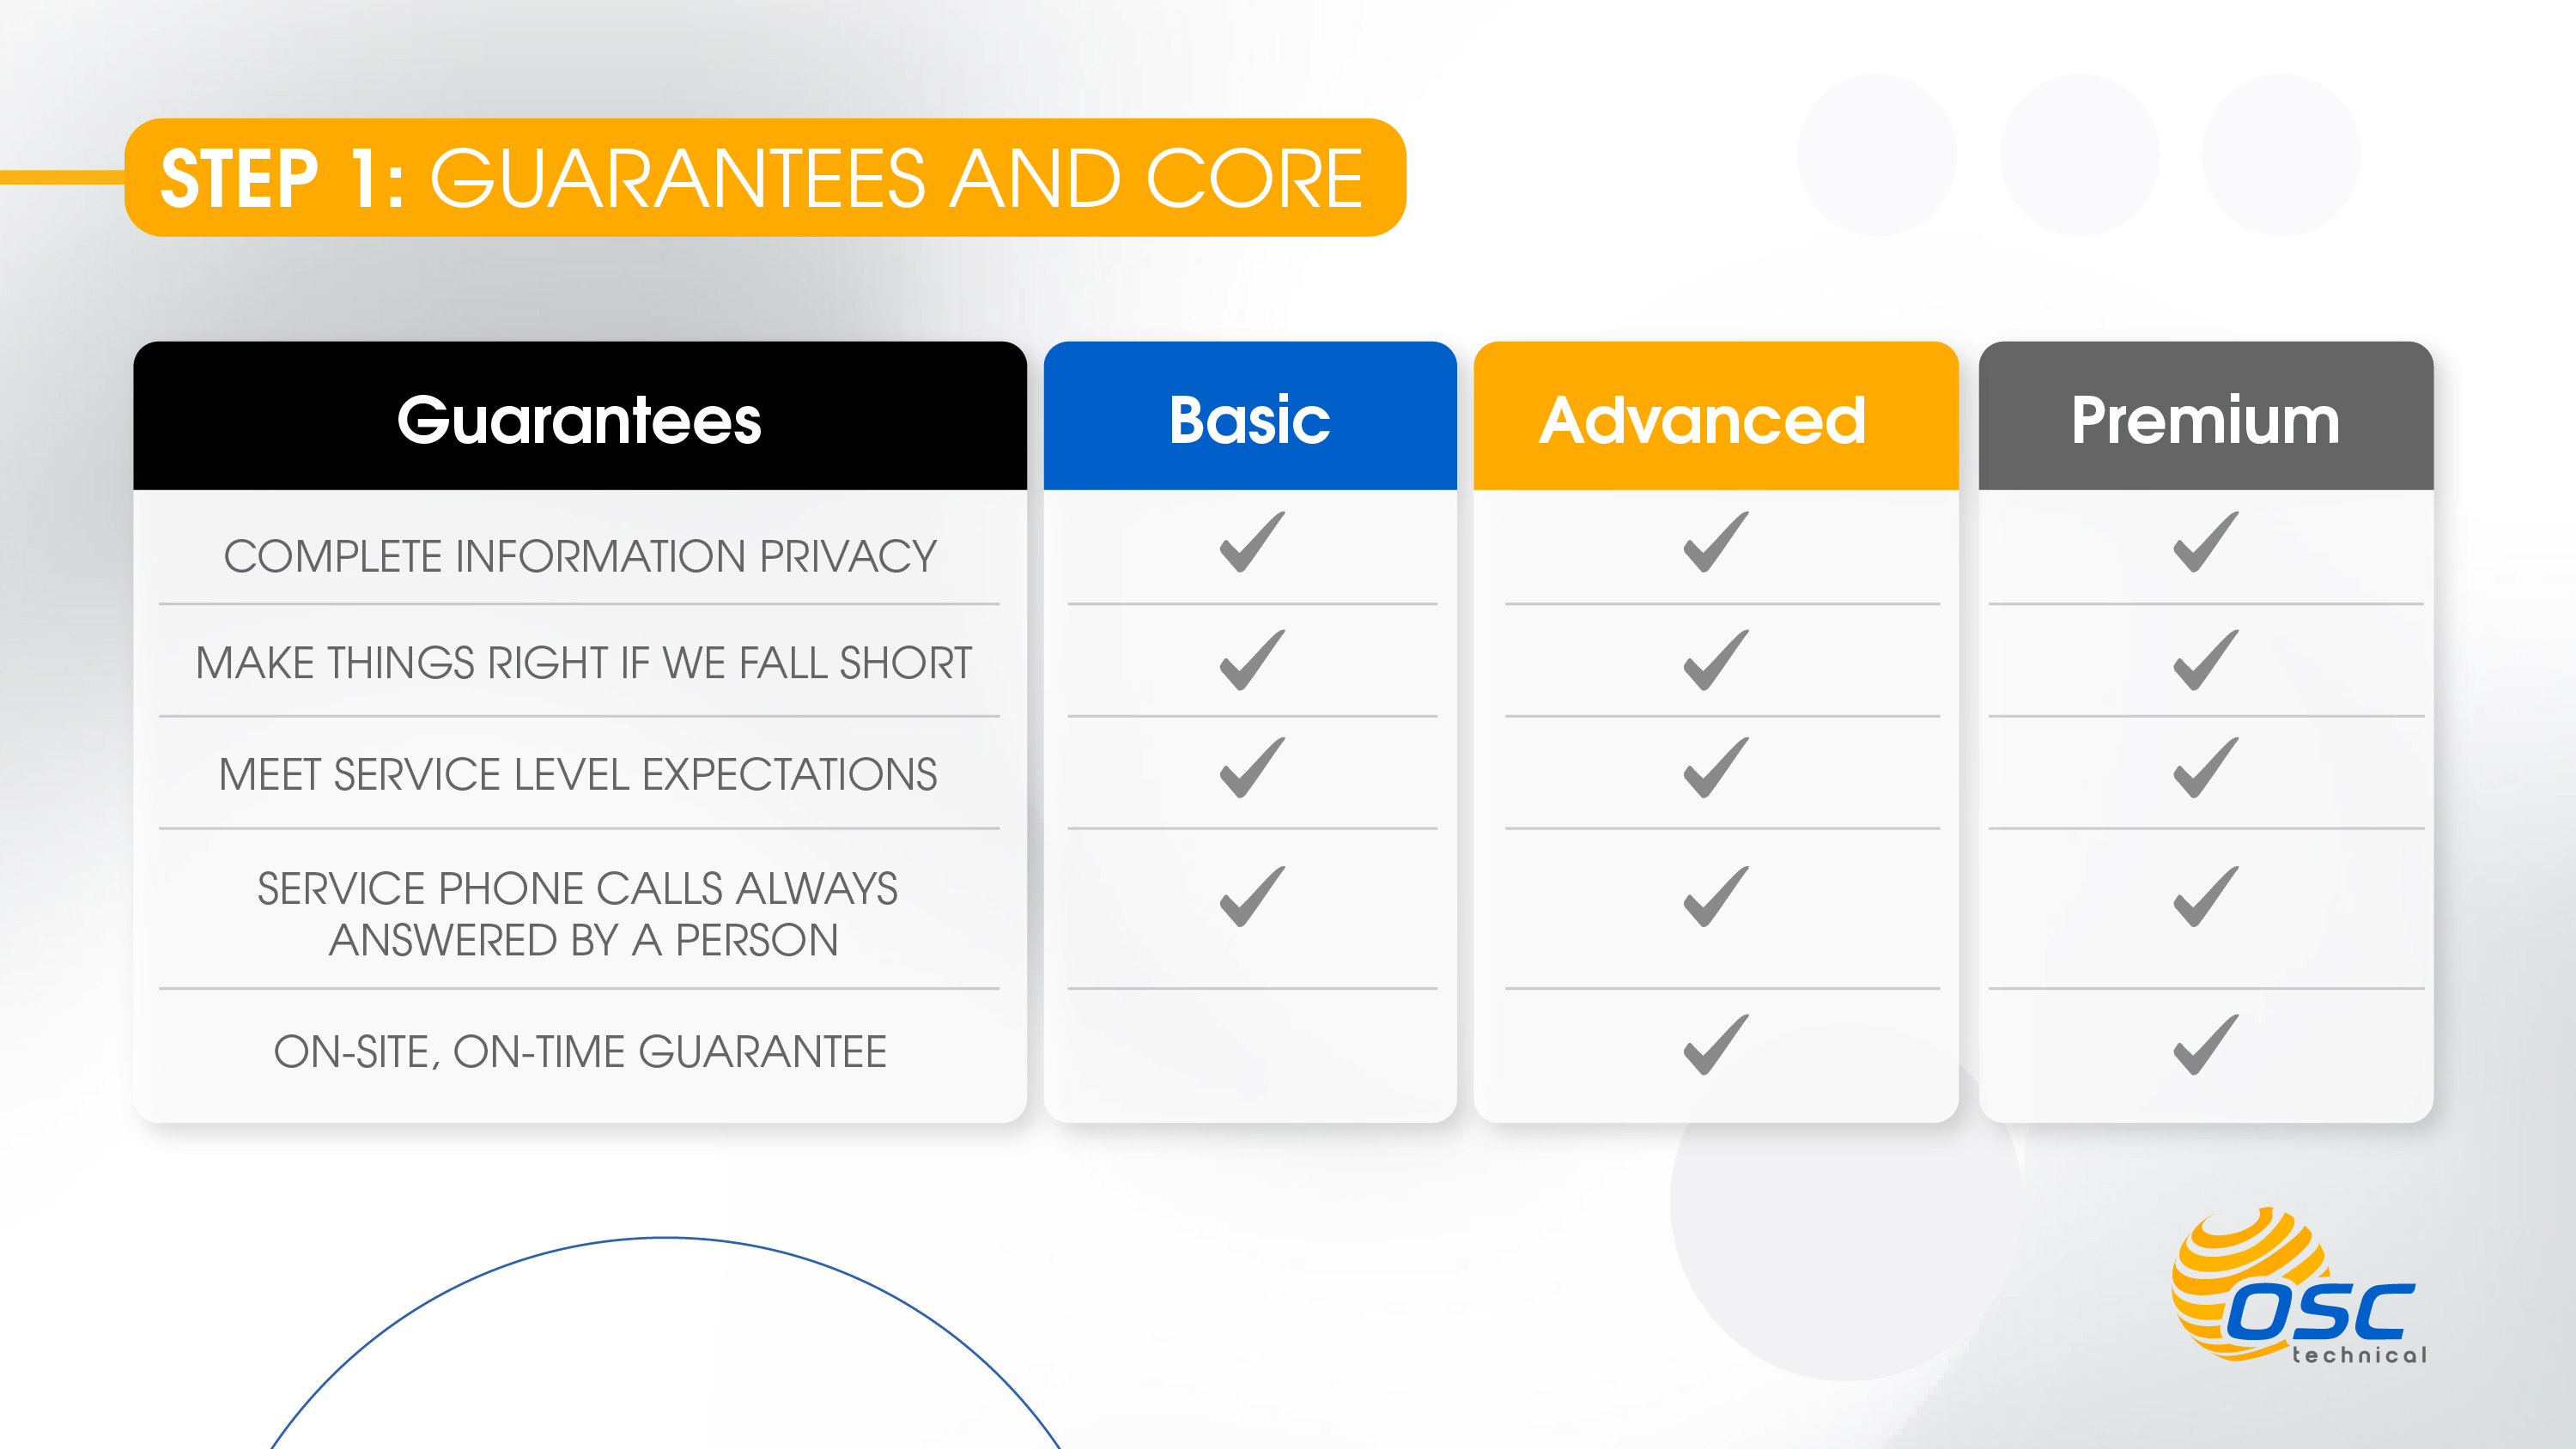 STEP 1: GUARANTEES AND CORE
Guarantees
Basic
Advanced
Premium
COMPLETE INFORMATION PRIVACY
MAKE THINGS RIGHT IF WE FALL SHORT
MEET SERVICE LEVEL EXPECTATIONS
SERVICE PHONE CALLS ALWAYS
ANSWERED BY A PERSON
ON-SITE, ON-TIME GUARANTEE
OSC
technical